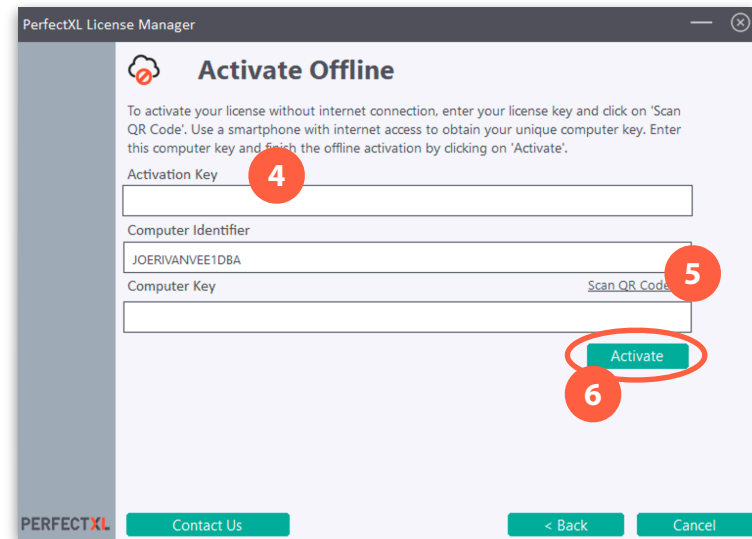 PerfectXL License Manager
Activate Offline
To activate your license without internet connection, enter your license key and click on 'Scan
QR Code'. Use a smartphone with internet access to obtain your unique computer key. Enter
this computer key and finish the offline activation by clicking on 'Activate'.
Activation Key
4
Computer Identifier
JOERIVANVEE1DBA
5
Computer Key
Scan QR Code
Activate
6
PERFECTXL
Contact Us
< Back
Cancel